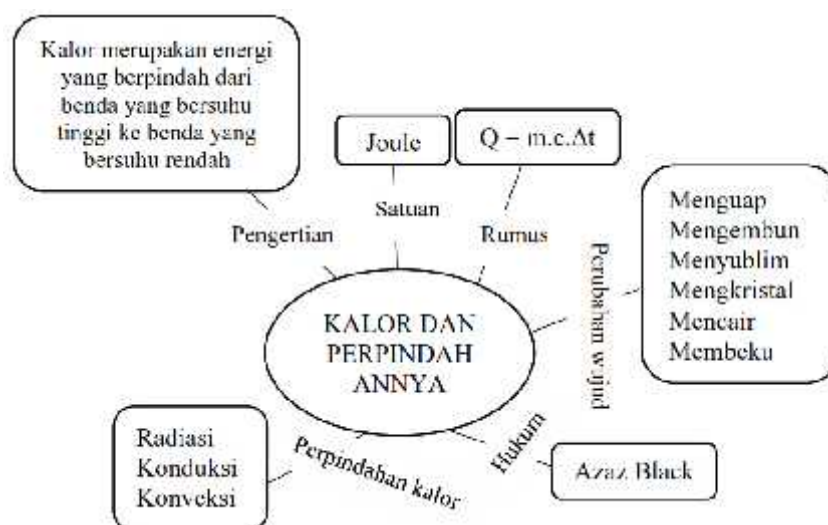 Kalor merupakan energi
yang berpindah dari
benda yang bersuhu
tinggi ke benda yang
bersuhu rendah
Pengertian
Joule
Satuan
Q = m.c.Δt
Rumus
Menguap
Mengembun
Menyublim
Mengkristal
Mencair
Membeku
Perubahan wujud
KALOR DAN
PERPINDAH
ANNYA
Radiasi
Konduksi
Konveksi
Perpindahan kalor
Hukum
Azaz Black